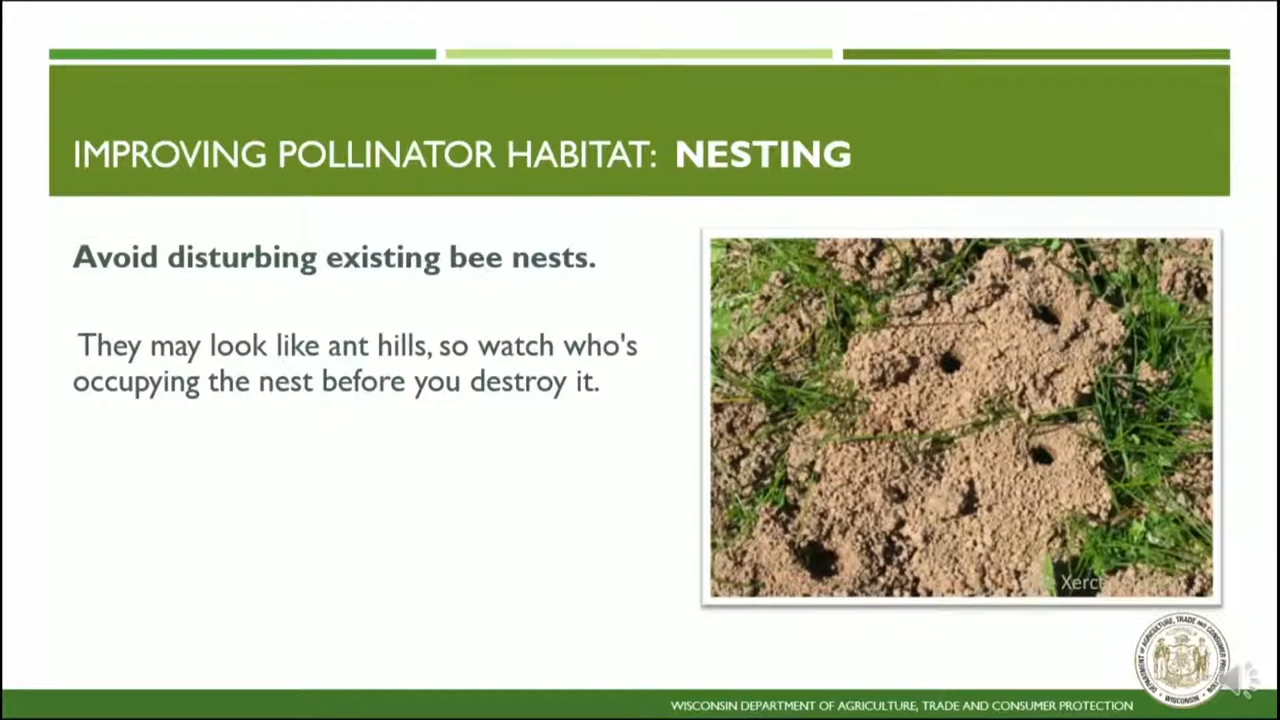 IMPROVING POLLINATOR HABITAT: NESTING
Avoid disturbing existing bee nests.
They may look like ant hills, so watch who's
occupying the nest before you destroy it.
WISCONSIN DEPARTMENT OF AGRICULTURE, TRADE AND CONSUMER PROTECTION